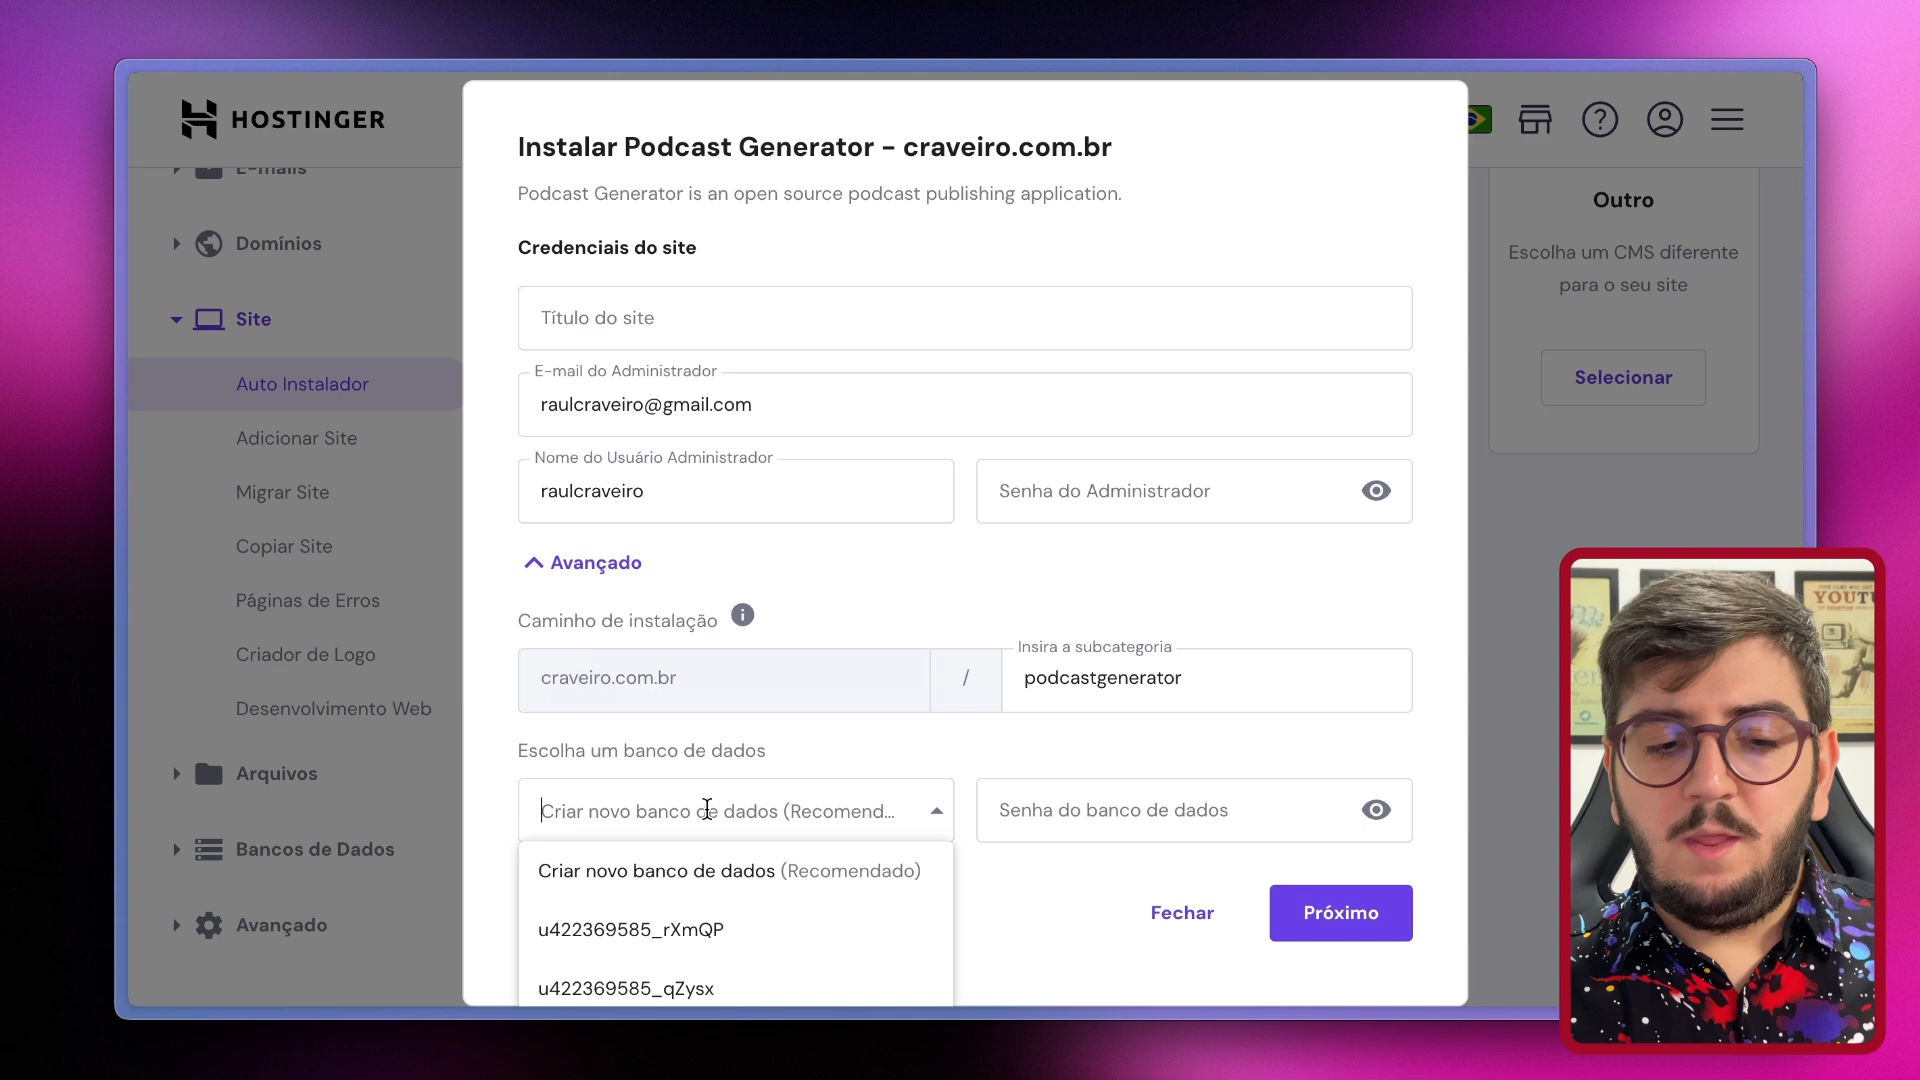 HOSTINGER
E-mails
Domínios
Site
Auto Instalador
Adicionar Site
Migrar Site
Copiar Site
Páginas de Erros
Criador de Logo
Desenvolvimento Web
Arquivos
Bancos de Dados
Avançado
Instalar Podcast Generator - craveiro.com.br
Podcast Generator is an open source podcast publishing application.
Credenciais do site
Título do site
E-mail do Administrador
raulcraveiro@gmail.com
Nome do Usuário Administrador
raulcraveiro
Senha do Administrador
Avançado
Caminho de instalação
craveiro.com.br
/
Insira a subcategoria
podcastgenerator
Escolha um banco de dados
Criar novo banco de dados (Recomend...
Senha do banco de dados
Criar novo banco de dados (Recomendado)
u422369585_rXmQP
u422369585_qZysx
Fechar
Próximo
Outro
Escolha um CMS diferente
para o seu site
Selecionar